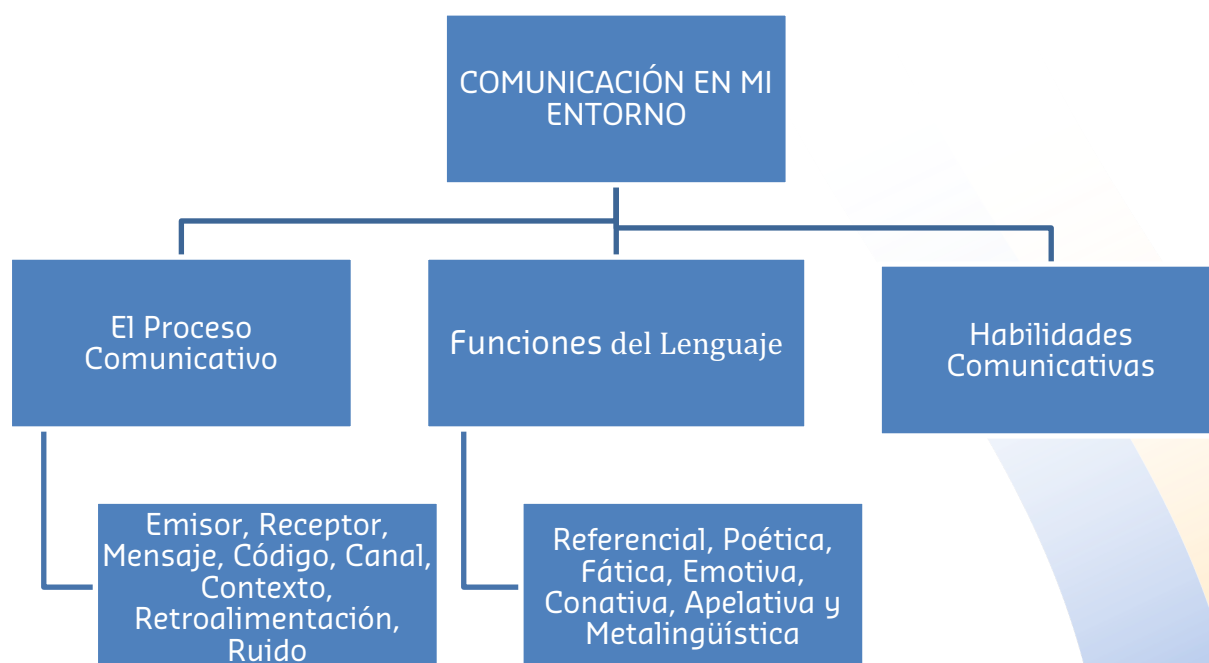 COMUNICACIÓN EN MI
ENTORNO
El Proceso
Comunicativo
Funciones del Lenguaje
Habilidades
Comunicativas
Emisor, Receptor,
Mensaje, Código, Canal,
Contexto,
Retroalimentación,
Ruido
Referencial, Poética,
Fática, Emotiva,
Conativa, Apelativa y
Metalingüística